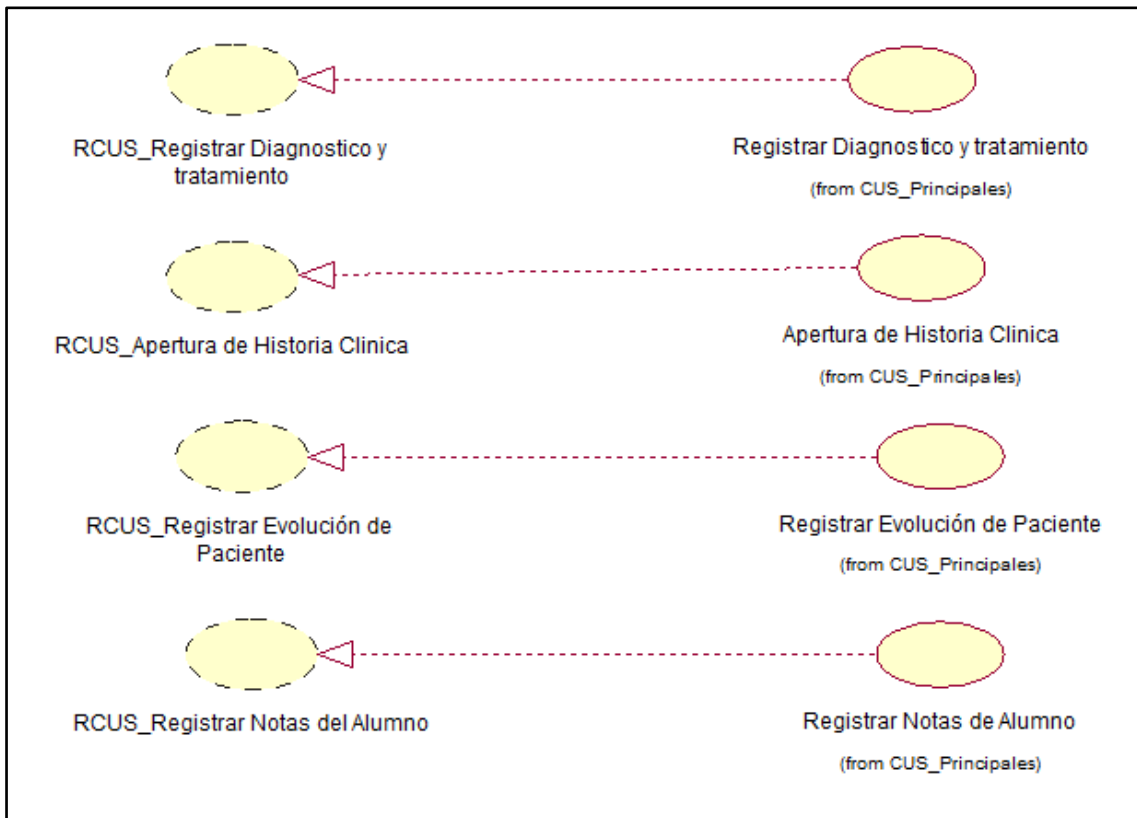 RCUS_Registrar Diagnostico y
tratamiento
Registrar Diagnostico y tratamiento
(from CUS_Principales)
RCUS_Apertura de Historia Clinica
Apertura de Historia Clinica
(from CUS_Principales)
RCUS_Registrar Evolución de
Paciente
Registrar Evolución de Paciente
(from CUS_Principales)
RCUS_Registrar Notas del Alumno
Registrar Notas de Alumno
(from CUS_Principales)